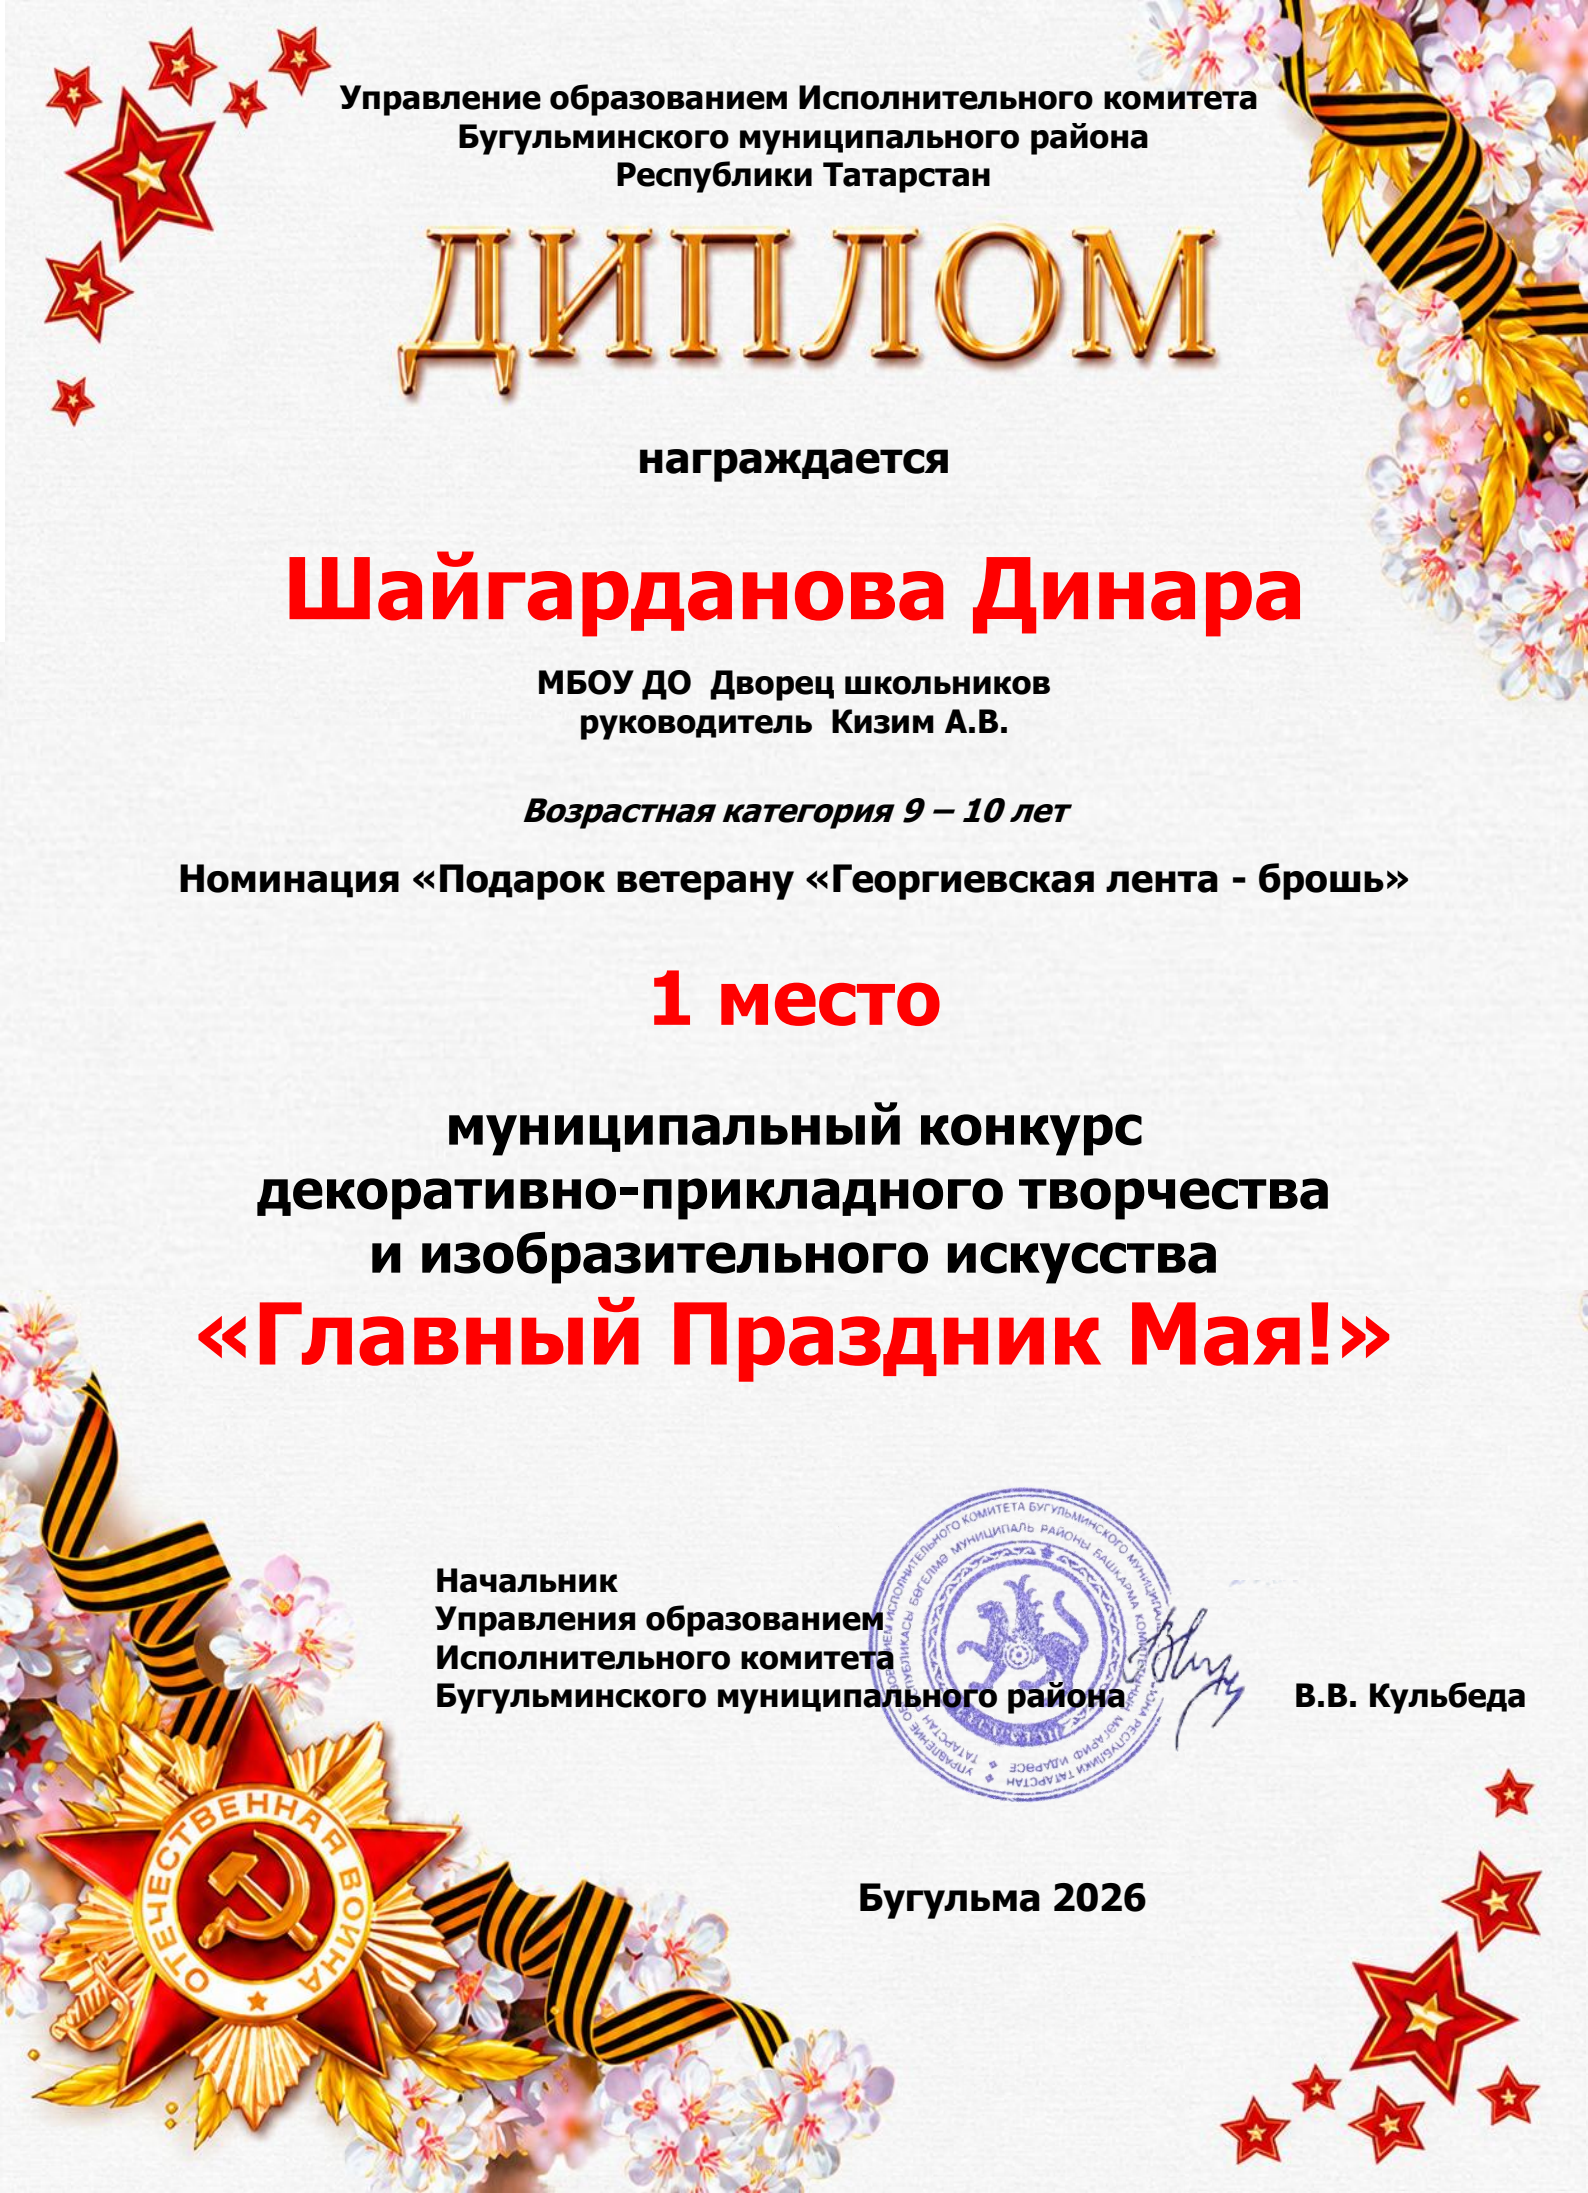 Управление образованием Исполнительного комитета
Бугульминского муниципального района
Республики Татарстан
ДИПЛОМ
награждается
Шайгарданова Динара
МБОУ ДО  Дворец школьников
руководитель  Кизим А.В.
Возрастная категория 9 – 10 лет
Номинация «Подарок ветерану «Георгиевская лента - брошь»
1 место
муниципальный конкурс
декоративно-прикладного творчества
и изобразительного искусства
«Главный Праздник Мая!»
Начальник
Управления образованием
Исполнительного комитета
Бугульминского муниципального района
В.В. Кульбеда
ОТЕЧЕСТВЕННАЯ ВОЙНА
Бугульма 2026